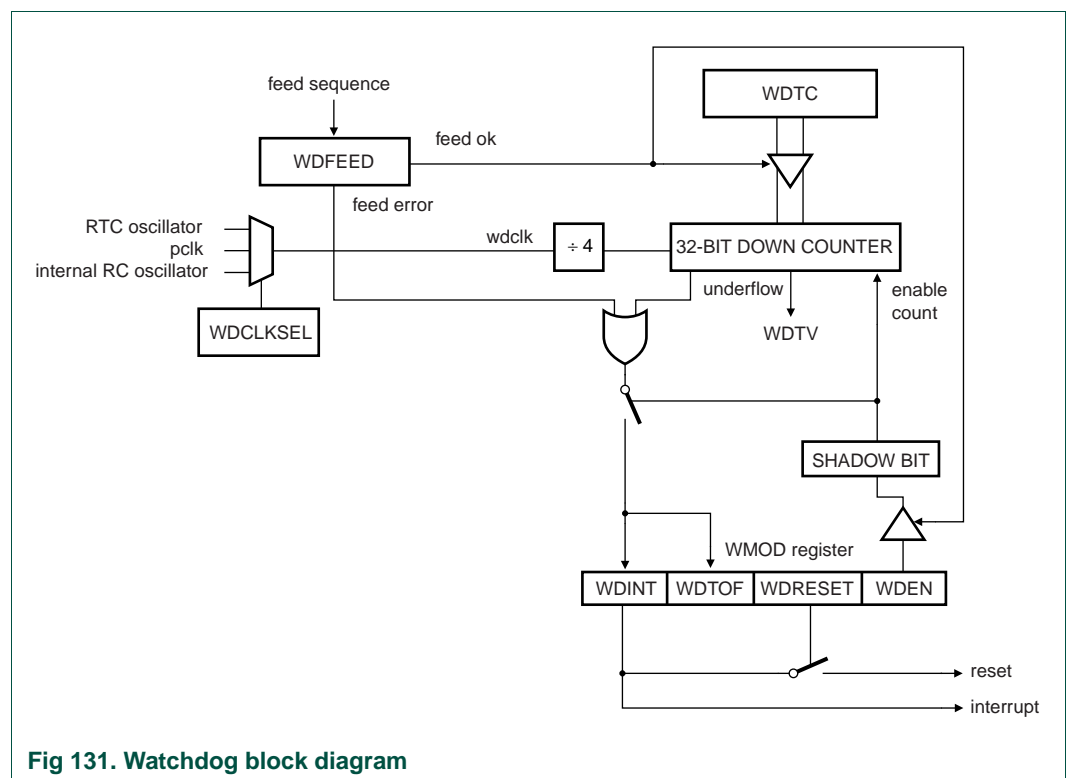 feed sequence
WDTC
feed ok
WDFEED
feed error
RTC oscillator
pclk
internal RC oscillator
wdclk
÷ 4
32-BIT DOWN COUNTER
underflow
enable
count
WDCLKSEL
WDTV
SHADOW BIT
WMOD register
WDINT WDTOF WDRESET WDEN
reset
interrupt
Fig 131. Watchdog block diagram